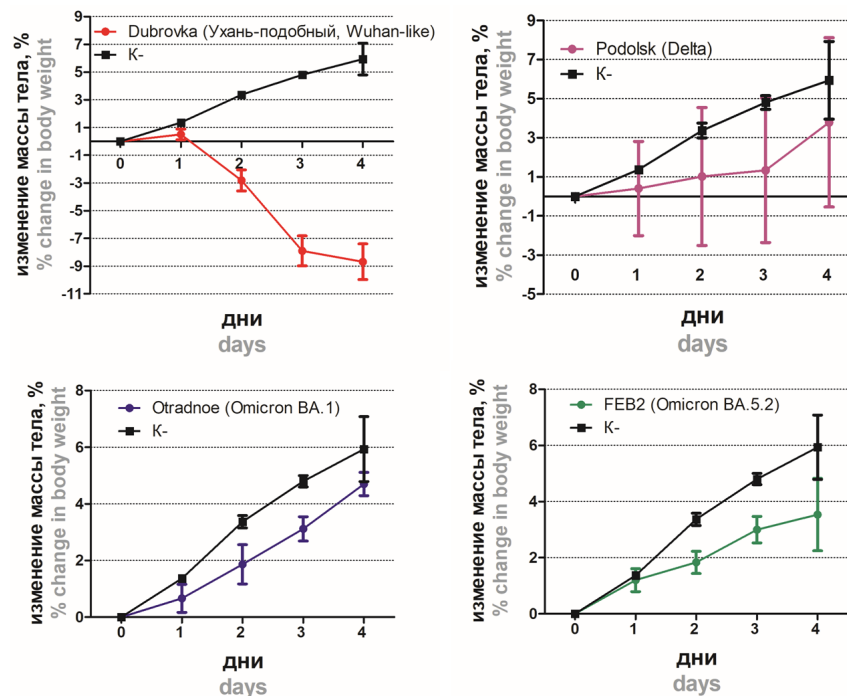 Dubrovka (Ухань-подобный, Wuhan-like)
К-
изменение массы тела, %
% change in body weight
9
7
5
3
1
-1
-3
-5
-7
-9
-11
0
1
2
3
4
дни
days
Podolsk (Delta)
К-
изменение массы тела, %
% change in body weight
9
7
5
3
1
-1
-3
-5
0
1
2
3
4
дни
days
Otradnoe (Omicron BA.1)
К-
изменение массы тела, %
% change in body weight
8
6
4
2
0
0
1
2
3
4
дни
days
FEB2 (Omicron BA.5.2)
К-
изменение массы тела, %
% change in body weight
8
6
4
2
0
0
1
2
3
4
дни
days